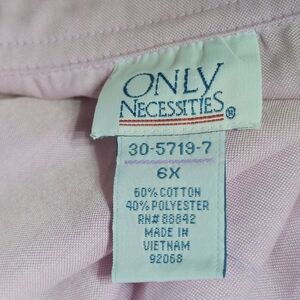 ONLY
NECESSITIES®
30-5719-7
6X
60% COTTON
40% POLYESTER
RN# 88842
MADE IN
VIETNAM
92068